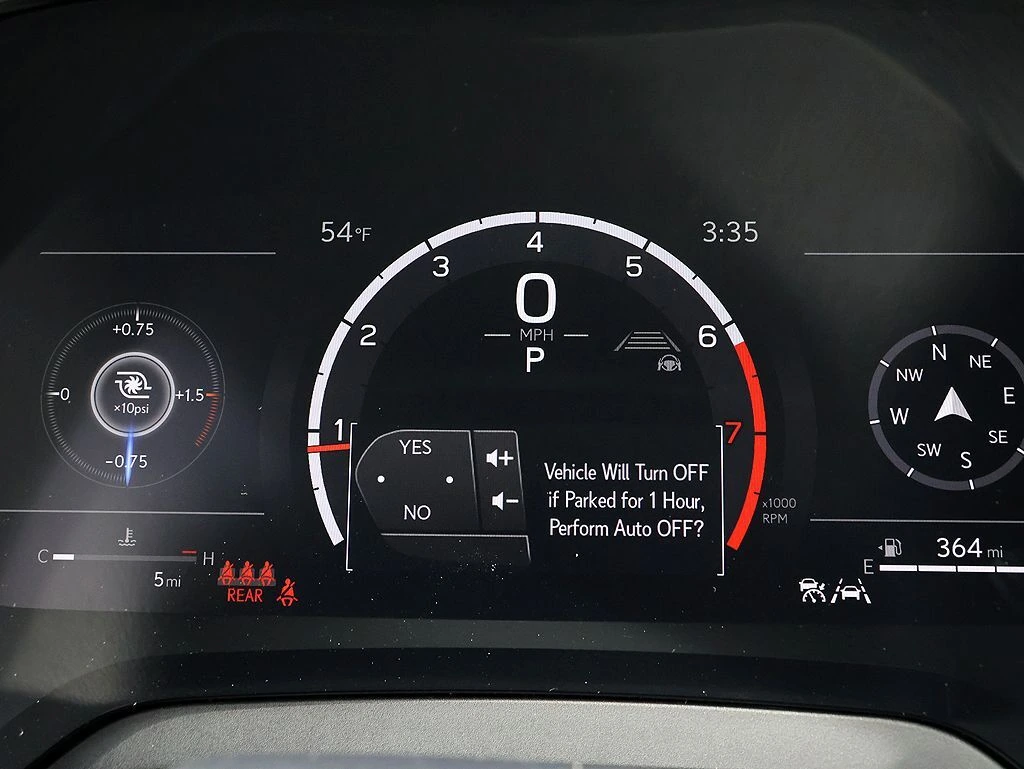 54°F
3:35
4
3
5
2
6
1
7
0
MPH
P
+0.75
0
+1.5
-0.75
×10psi
N
NE
E
SE
S
SW
W
NW
YES
NO
Vehicle Will Turn OFF
if Parked for 1 Hour,
Perform Auto OFF?
x1000
RPM
C
H
5 mi
REAR
364 mi
E